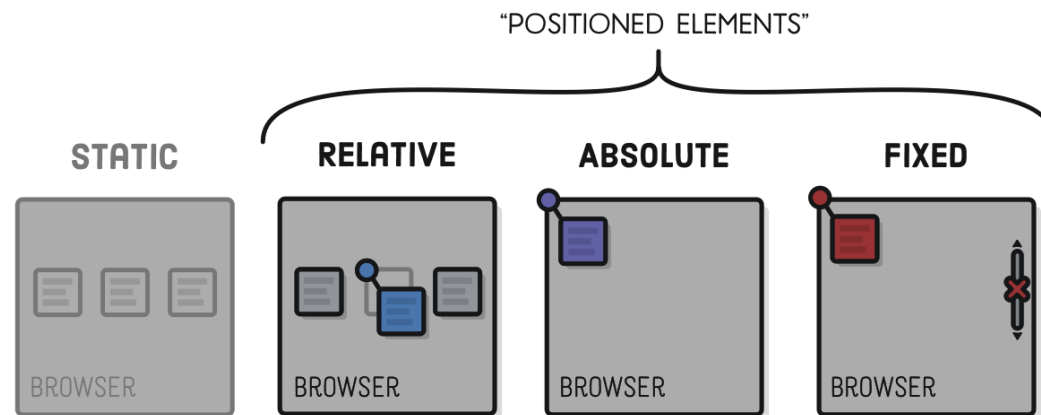 “POSITIONED ELEMENTS”
STATIC
RELATIVE
ABSOLUTE
FIXED
BROWSER
BROWSER
BROWSER
BROWSER